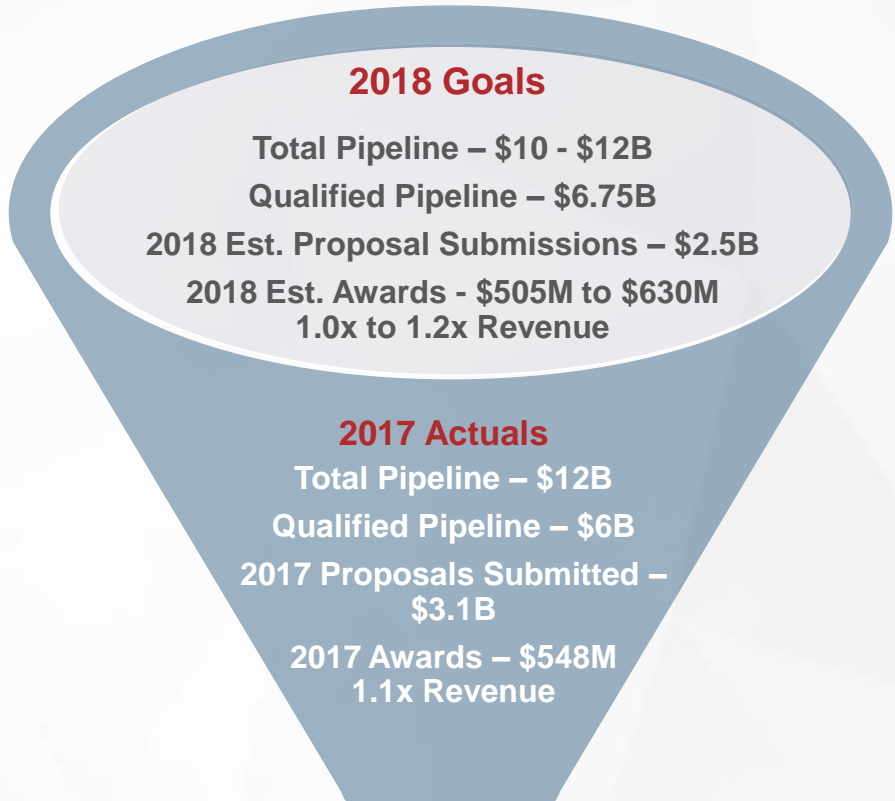 2018 Goals
Total Pipeline – $10 - $12B
Qualified Pipeline – $6.75B
2018 Est. Proposal Submissions – $2.5B
2018 Est. Awards - $505M to $630M
1.0x to 1.2x Revenue
2017 Actuals
Total Pipeline – $12B
Qualified Pipeline – $6B
2017 Proposals Submitted –
$3.1B
2017 Awards – $548M
1.1x Revenue